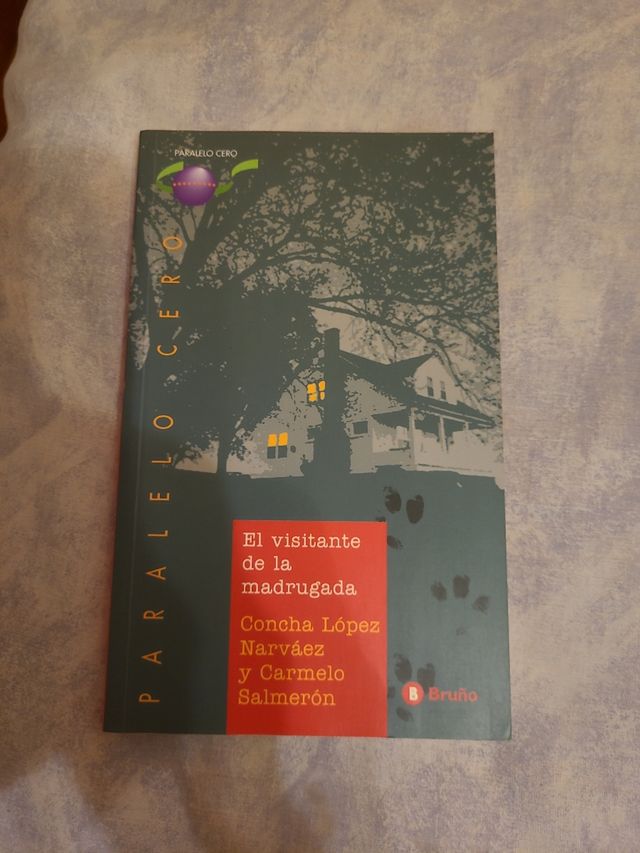 PARALELO CERO
PARALELO CERO
El visitante
de la
madrugada
Concha López
Narváez
y Carmelo
Salmerón
B Bruño